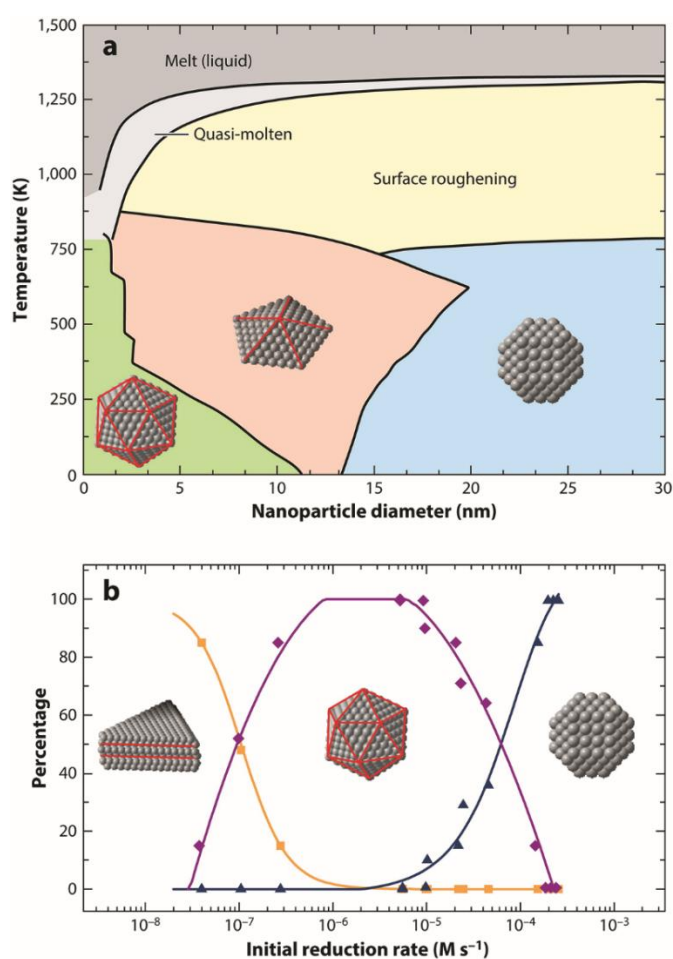 a
1,500
1,250
1,000
750
500
250
0
Temperature (K)
Melt (liquid)
Quasi-molten
Surface roughening
0 5 10 15 20 25 30
Nanoparticle diameter (nm)
b
100
80
60
40
20
0
Percentage
10⁻⁸ 10⁻⁷ 10⁻⁶ 10⁻⁵ 10⁻⁴ 10⁻³
Initial reduction rate (M s⁻¹)